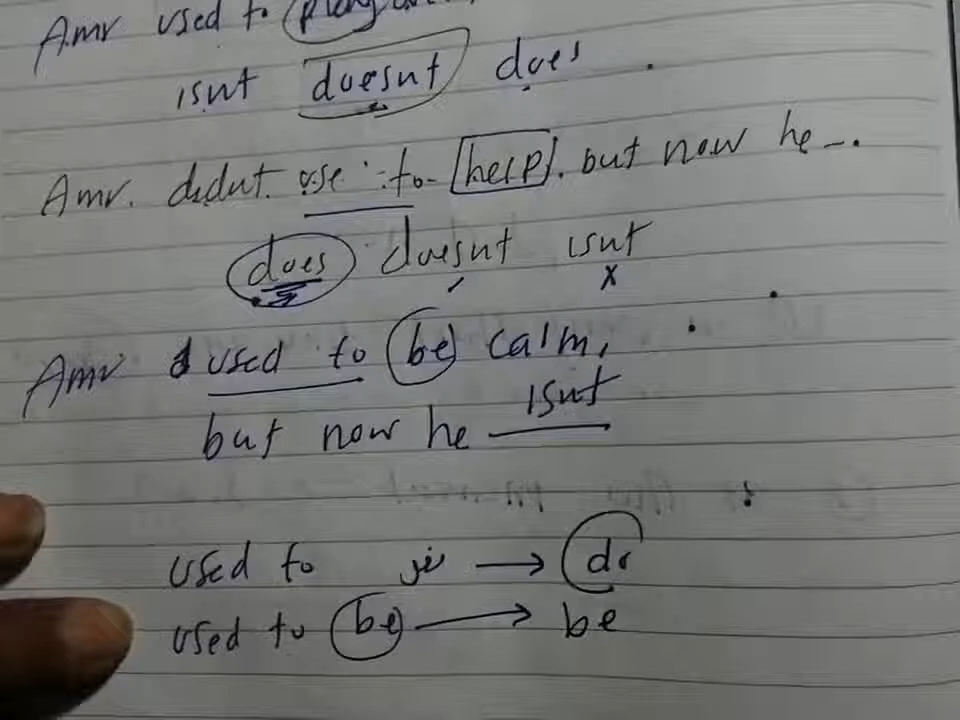 Amr used to play
isnt doesnt does .
Amr. didnt. use to [help]. but now he -.
does doesnt isnt
x
Amr used to be calm,
but now he isnt
used to → do
used to be → be